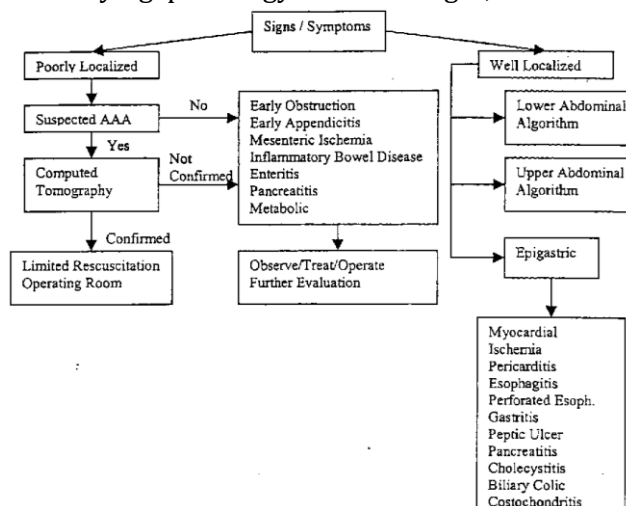 Signs / Symptoms
Poorly Localized
Well Localized
Suspected AAA
No
Yes
Computed
Tomography
Not
Confirmed
Confirmed
Limited Rescuscitation
Operating Room
Early Obstruction
Early Appendicitis
Mesenteric Ischemia
Inflammatory Bowel Disease
Enteritis
Pancreatitis
Metabolic
Observe/Treat/Operate
Further Evaluation
Lower Abdominal
Algorithm
Upper Abdominal
Algorithm
Epigastric
Myocardial
Ischemia
Pericarditis
Esophagitis
Perforated Esoph.
Gastritis
Peptic Ulcer
Pancreatitis
Cholecystitis
Biliary Colic
Costochondritis